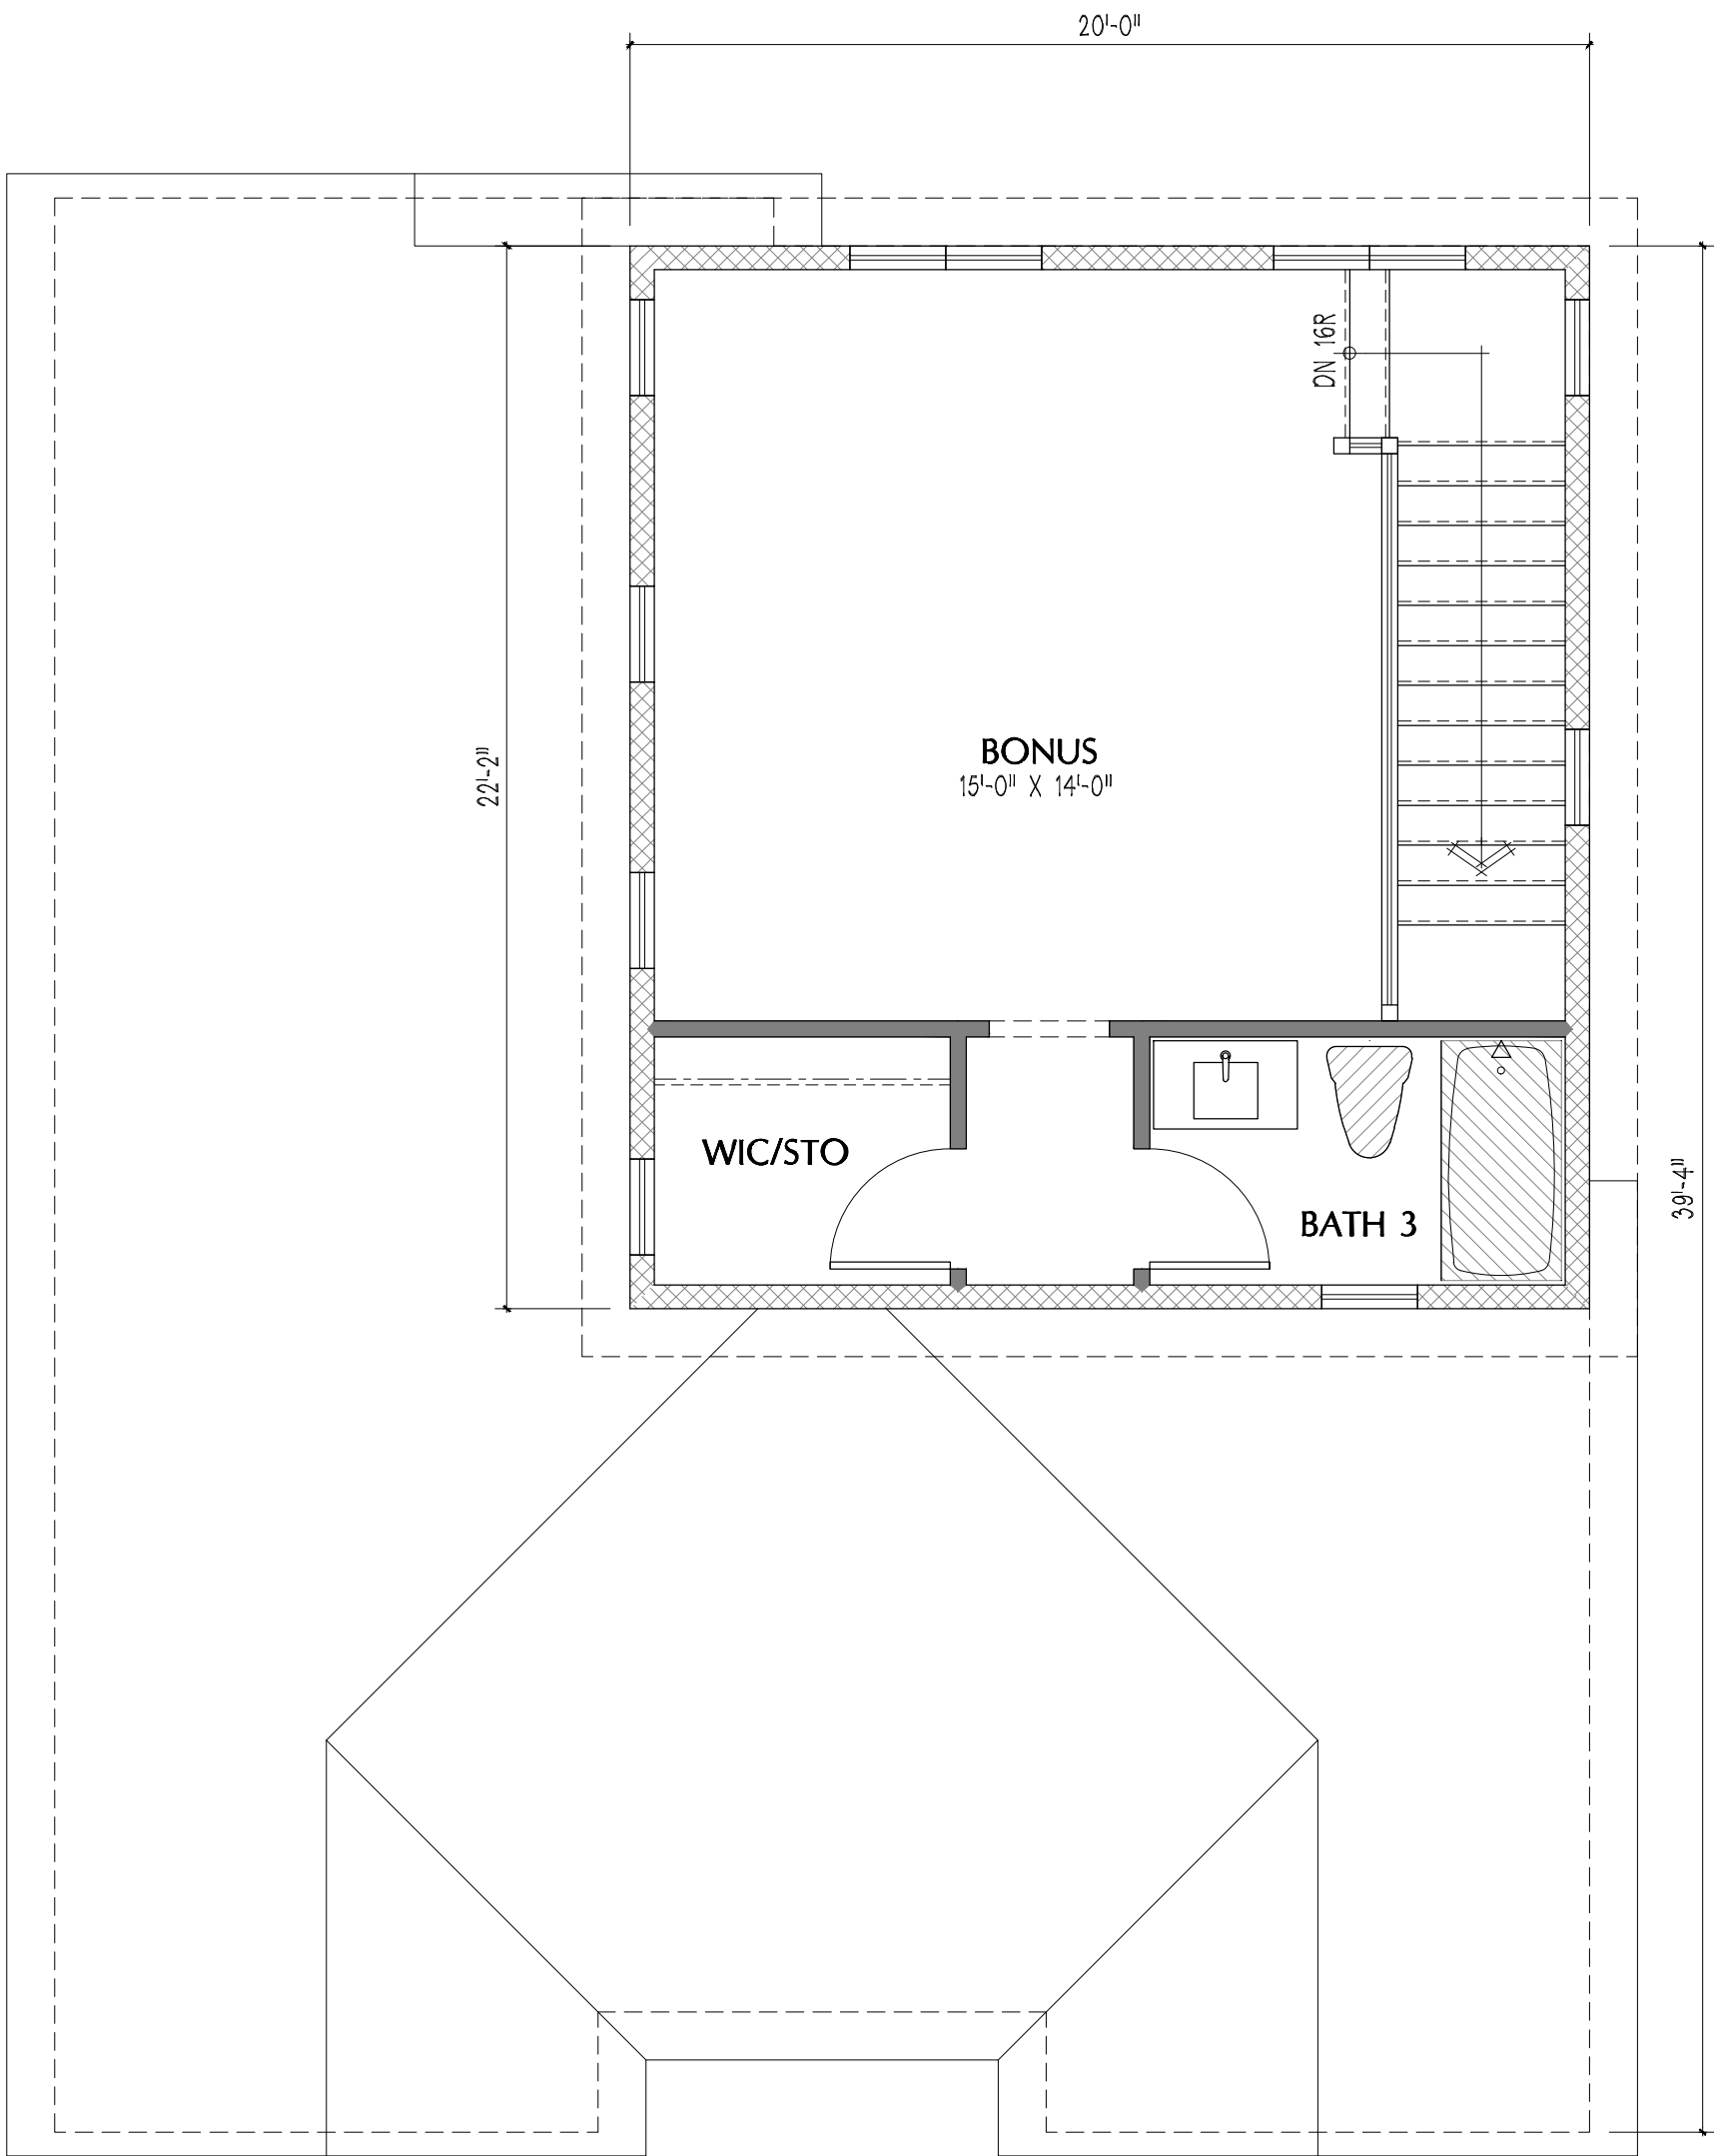 20'-0"
DN 16R
22'-2"
BONUS
15'-0" X 14'-0"
WIC/STO
BATH 3
39'-4"